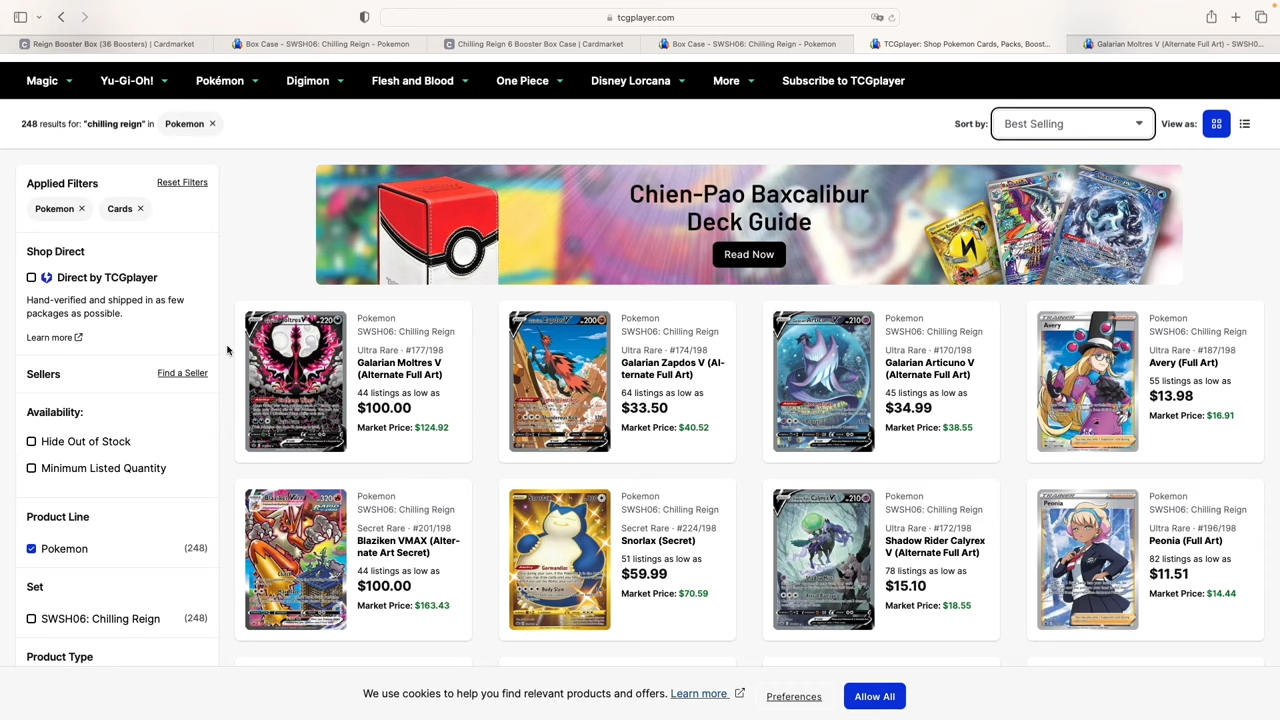 tcgplayer.com
Reign Booster Box (36 Boosters) | Cardmarket
Box Case - SWSH06: Chilling Reign - Pokemon
Chilling Reign 6 Booster Box Case | Cardmarket
Box Case - SWSH06: Chilling Reign - Pokemon
TCGplayer: Shop Pokemon Cards, Packs, Boost...
Galarian Moltres V (Alternate Full Art) - SWSH0...
Magic
Yu-Gi-Oh!
Pokémon
Digimon
Flesh and Blood
One Piece
Disney Lorcana
More
Subscribe to TCGplayer
248 results for: "chilling reign" in
Pokemon
Sort by:
Best Selling
View as:
Applied Filters
Reset Filters
Pokemon
Cards
Shop Direct
Direct by TCGplayer
Hand-verified and shipped in as few
packages as possible.
Learn more
Sellers
Find a Seller
Availability:
Hide Out of Stock
Minimum Listed Quantity
Product Line
Pokemon (248)
Set
SWSH06: Chilling Reign (248)
Product Type
Chien-Pao Baxcalibur
Deck Guide
Read Now
Pokemon
SWSH06: Chilling Reign
Ultra Rare · #177/198
Galarian Moltres V
(Alternate Full Art)
44 listings as low as
$100.00
Market Price: $124.92
Pokemon
SWSH06: Chilling Reign
Ultra Rare · #174/198
Galarian Zapdos V (Al-
ternate Full Art)
64 listings as low as
$33.50
Market Price: $40.52
Pokemon
SWSH06: Chilling Reign
Ultra Rare · #170/198
Galarian Articuno V
(Alternate Full Art)
45 listings as low as
$34.99
Market Price: $38.55
Avery
Pokemon
SWSH06: Chilling Reign
Ultra Rare · #187/198
Avery (Full Art)
55 listings as low as
$13.98
Market Price: $16.91
Pokemon
SWSH06: Chilling Reign
Secret Rare · #201/198
Blaziken VMAX (Alter-
nate Art Secret)
44 listings as low as
$100.00
Market Price: $163.43
Pokemon
SWSH06: Chilling Reign
Secret Rare · #224/198
Snorlax (Secret)
51 listings as low as
$59.99
Market Price: $70.59
Pokemon
SWSH06: Chilling Reign
Ultra Rare · #172/198
Shadow Rider Calyrex
V (Alternate Full Art)
78 listings as low as
$15.10
Market Price: $18.55
Peonia
Pokemon
SWSH06: Chilling Reign
Ultra Rare · #196/198
Peonia (Full Art)
82 listings as low as
$11.51
Market Price: $14.44
We use cookies to help you find relevant products and offers. Learn more
Preferences
Allow All